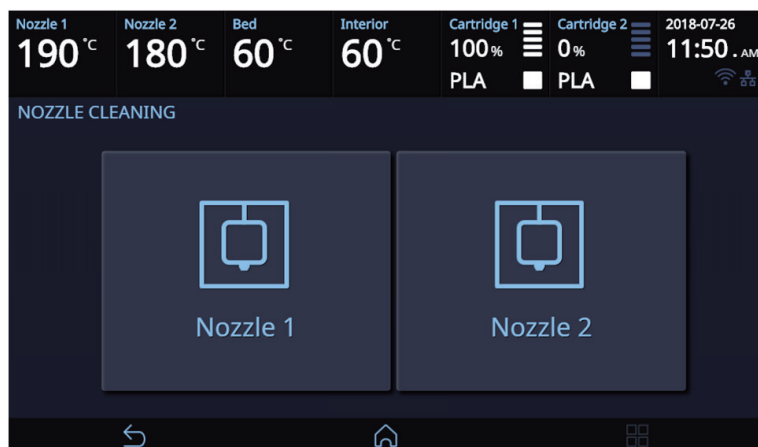 Nozzle 1 Nozzle 2 Bed Interior Cartridge 1 Cartridge 2 2018-07-26
190 °C 180 °C 60 °C 60 °C 100 % 0 % 11:50 . AM
PLA PLA
NOZZLE CLEANING
Nozzle 1 Nozzle 2